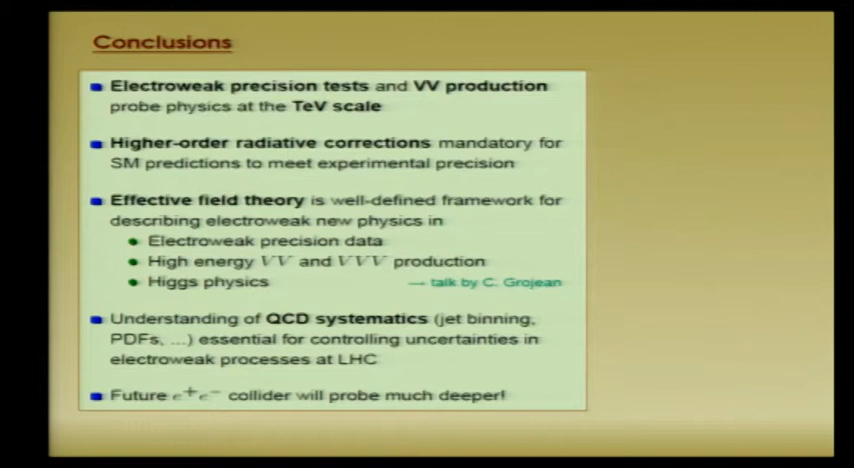 Conclusions
Electroweak precision tests and VV production
probe physics at the TeV scale
Higher-order radiative corrections mandatory for
SM predictions to meet experimental precision
Effective field theory is well-defined framework for
describing electroweak new physics in
Electroweak precision data
High energy VV and VVV production
Higgs physics → talk by C. Grojean
Understanding of QCD systematics (jet binning,
PDFs, ...) essential for controlling uncertainties in
electroweak processes at LHC
Future e⁺e⁻ collider will probe much deeper!